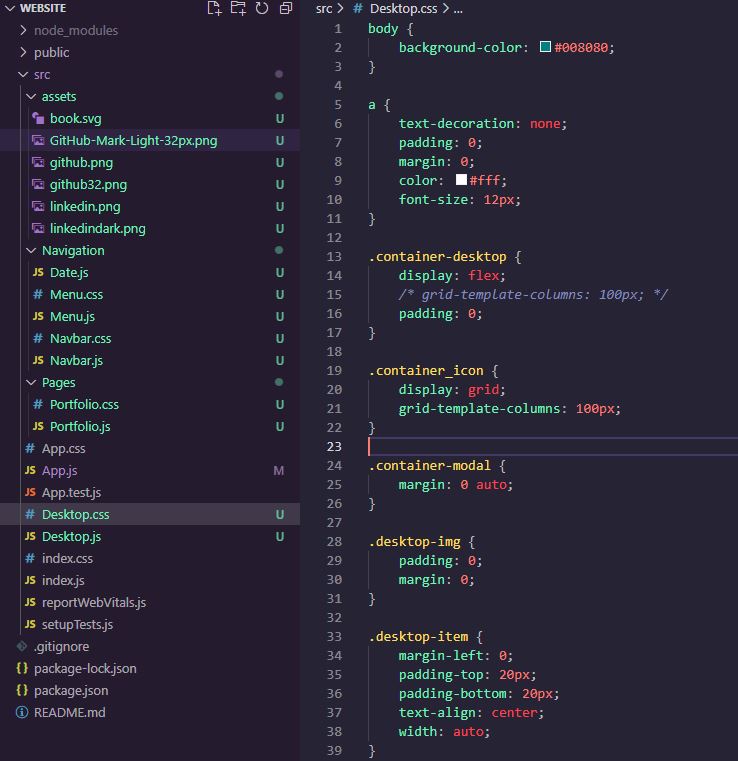 WEBSITE
node_modules
public
src
assets
book.svg U
GitHub-Mark-Light-32px.png U
github.png U
github32.png U
linkedin.png U
linkedindark.png U
Navigation
JS Date.js U
# Menu.css U
JS Menu.js U
# Navbar.css U
JS Navbar.js U
Pages
# Portfolio.css U
JS Portfolio.js U
# App.css
JS App.js M
JS App.test.js
# Desktop.css U
JS Desktop.js U
# index.css
JS index.js
JS reportWebVitals.js
JS setupTests.js
.gitignore
{} package-lock.json
{} package.json
README.md
src > # Desktop.css > ...
1 body {
2 background-color: #008080;
3 }
4
5 a {
6 text-decoration: none;
7 padding: 0;
8 margin: 0;
9 color: #fff;
10 font-size: 12px;
11 }
12
13 .container-desktop {
14 display: flex;
15 /* grid-template-columns: 100px; */
16 padding: 0;
17 }
18
19 .container_icon {
20 display: grid;
21 grid-template-columns: 100px;
22 }
23
24 .container-modal {
25 margin: 0 auto;
26 }
27
28 .desktop-img {
29 padding: 0;
30 margin: 0;
31 }
32
33 .desktop-item {
34 margin-left: 0;
35 padding-top: 20px;
36 padding-bottom: 20px;
37 text-align: center;
38 width: auto;
39 }